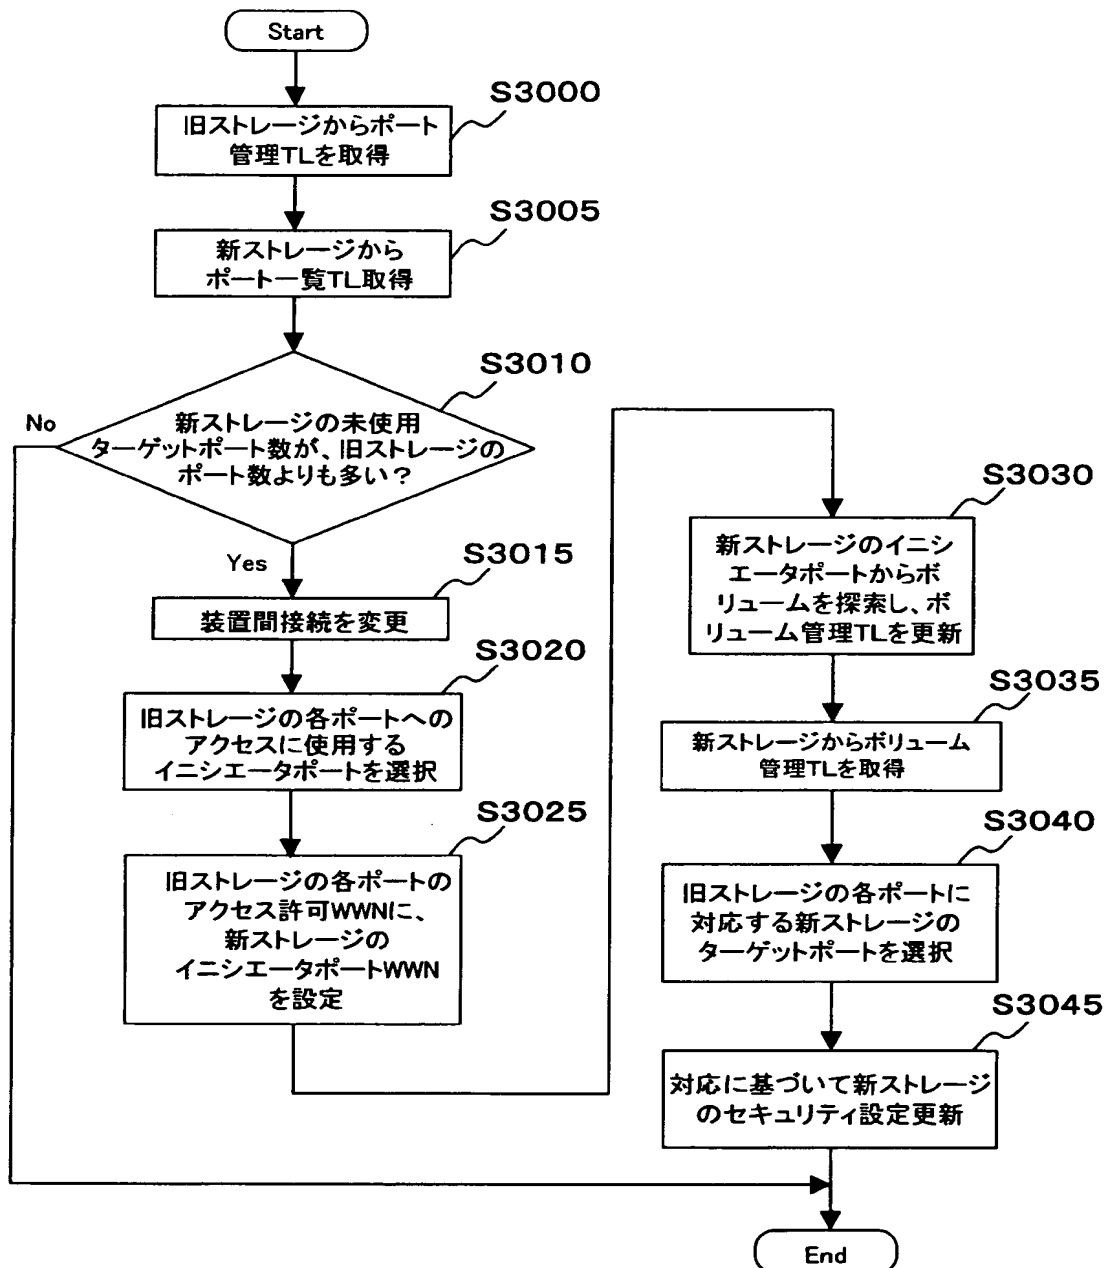 Start
S3000
旧ストレージからポート
管理TLを取得
S3005
新ストレージから
ポート一覧TL取得
S3010
No
新ストレージの未使用
ターゲットポート数が、旧ストレージの
ポート数よりも多い？
Yes
S3015
装置間接続を変更
S3020
旧ストレージの各ポートへの
アクセスに使用する
イニシエータポートを選択
S3025
旧ストレージの各ポートの
アクセス許可WWNに、
新ストレージの
イニシエータポートWWN
を設定
S3030
新ストレージのイニシ
エータポートからボ
リュームを探索し、ボ
リューム管理TLを更新
S3035
新ストレージからボリューム
管理TLを取得
S3040
旧ストレージの各ポートに
対応する新ストレージの
ターゲットポートを選択
S3045
対応に基づいて新ストレージ
のセキュリティ設定更新
End